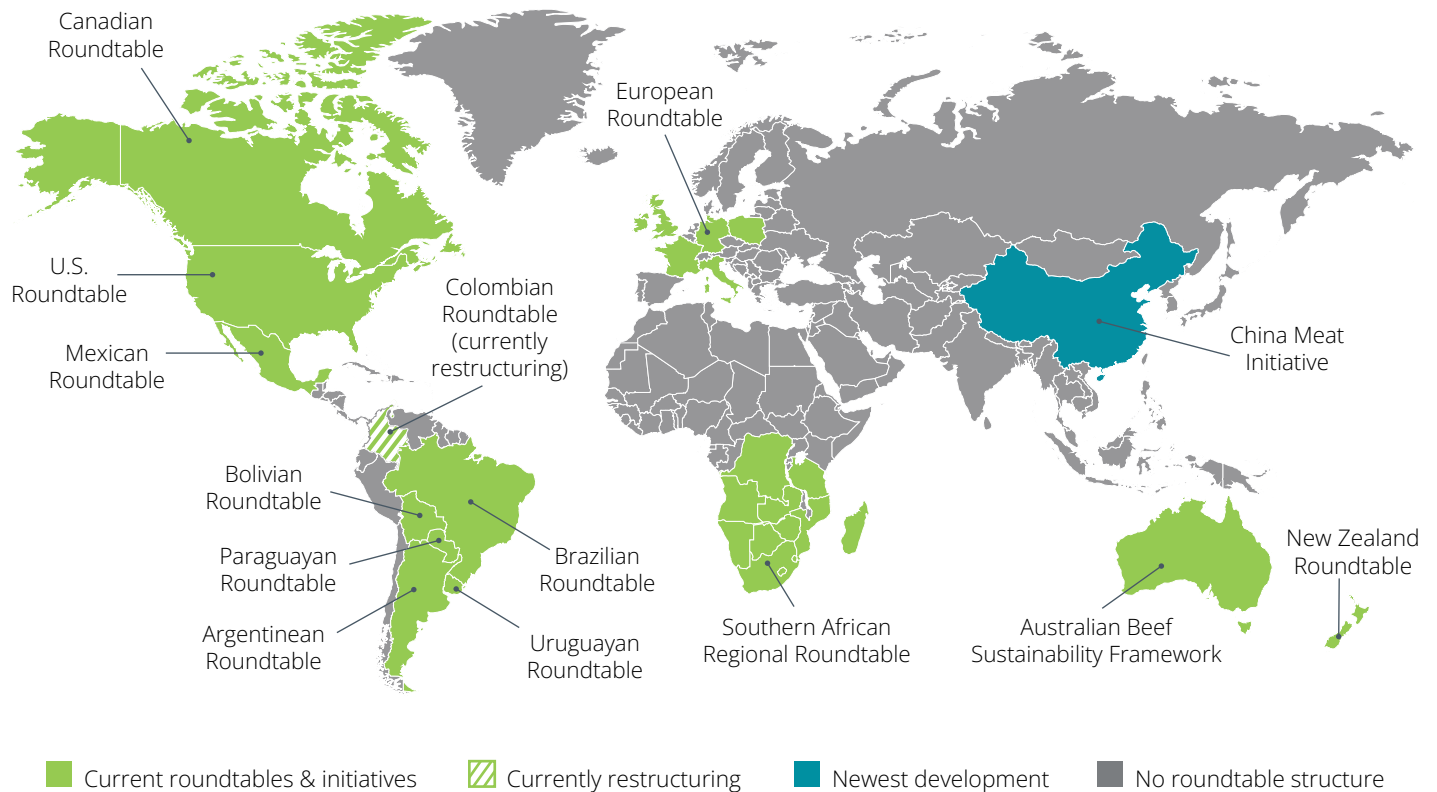 Canadian
Roundtable
European
Roundtable
U.S.
Roundtable
Colombian
Roundtable
(currently
restructuring)
Mexican
Roundtable
China Meat
Initiative
Bolivian
Roundtable
Paraguayan
Roundtable
Brazilian
Roundtable
New Zealand
Roundtable
Argentinean
Roundtable
Uruguayan
Roundtable
Southern African
Regional Roundtable
Australian Beef
Sustainability Framework
Current roundtables & initiatives
Currently restructuring
Newest development
No roundtable structure